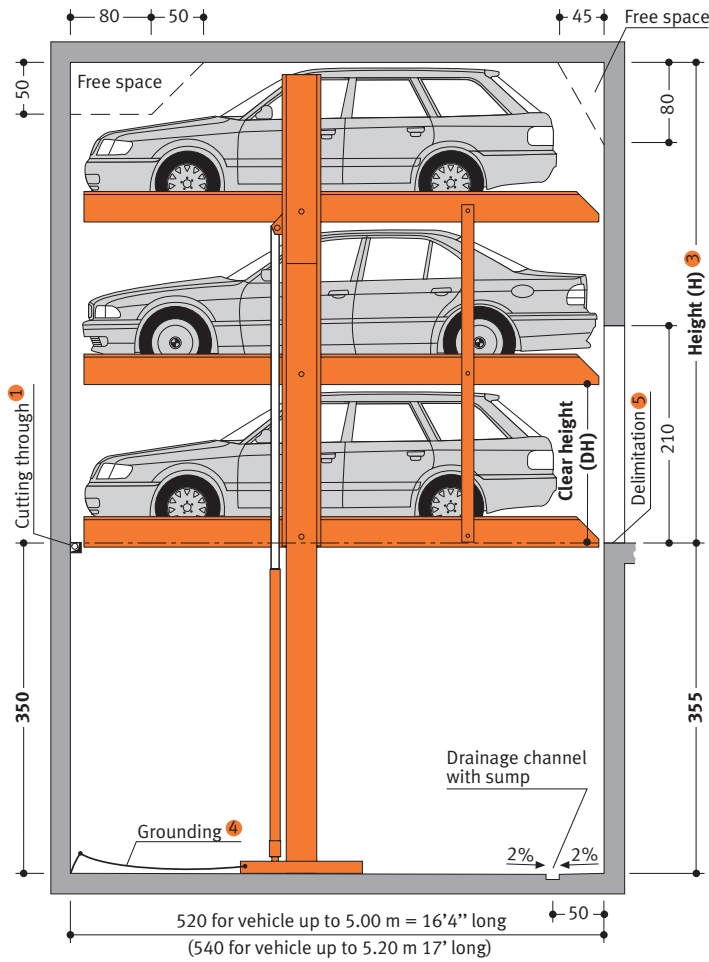 80
50
45
Free space
Free space
50
80
Height (H) 3
Cutting through 1
Clear height
(DH)
Delimitation 5
210
350
355
Drainage channel
with sump
Grounding 4
2%
2%
50
520 for vehicle up to 5.00 m = 16'4’’ long
(540 for vehicle up to 5.20 m 17' long)